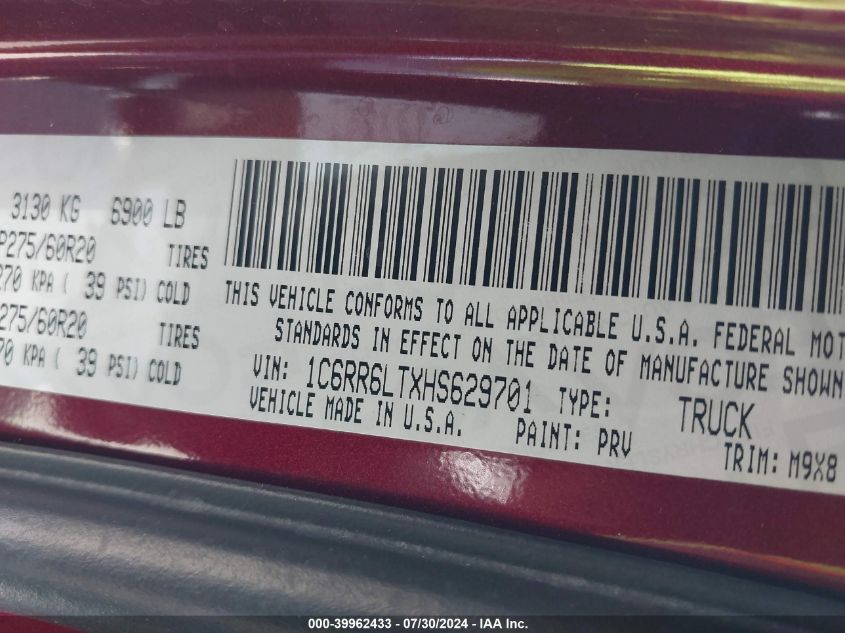 3130 KG 6900 LB
P275/60R20 TIRES
270 KPA ( 39 PSI) COLD
P275/60R20 TIRES
270 KPA ( 39 PSI) COLD
THIS VEHICLE CONFORMS TO ALL APPLICABLE U.S.A. FEDERAL MOT
STANDARDS IN EFFECT ON THE DATE OF MANUFACTURE SHOWN
VIN: 1C6RR6LTXHS629701 TYPE: TRUCK
VEHICLE MADE IN U.S.A. PAINT: PRV TRIM: M9X8
000-39962433 - 07/30/2024 - IAA Inc.